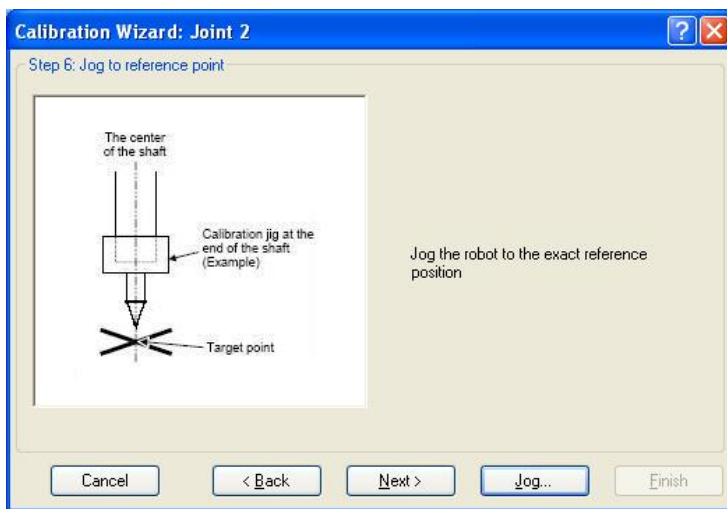 Calibration Wizard: Joint 2
Step 6: Jog to reference point
The center
of the shaft
Calibration jig at the
end of the shaft
(Example)
Target point
Jog the robot to the exact reference
position
Cancel
< Back
Next >
Jog...
Finish